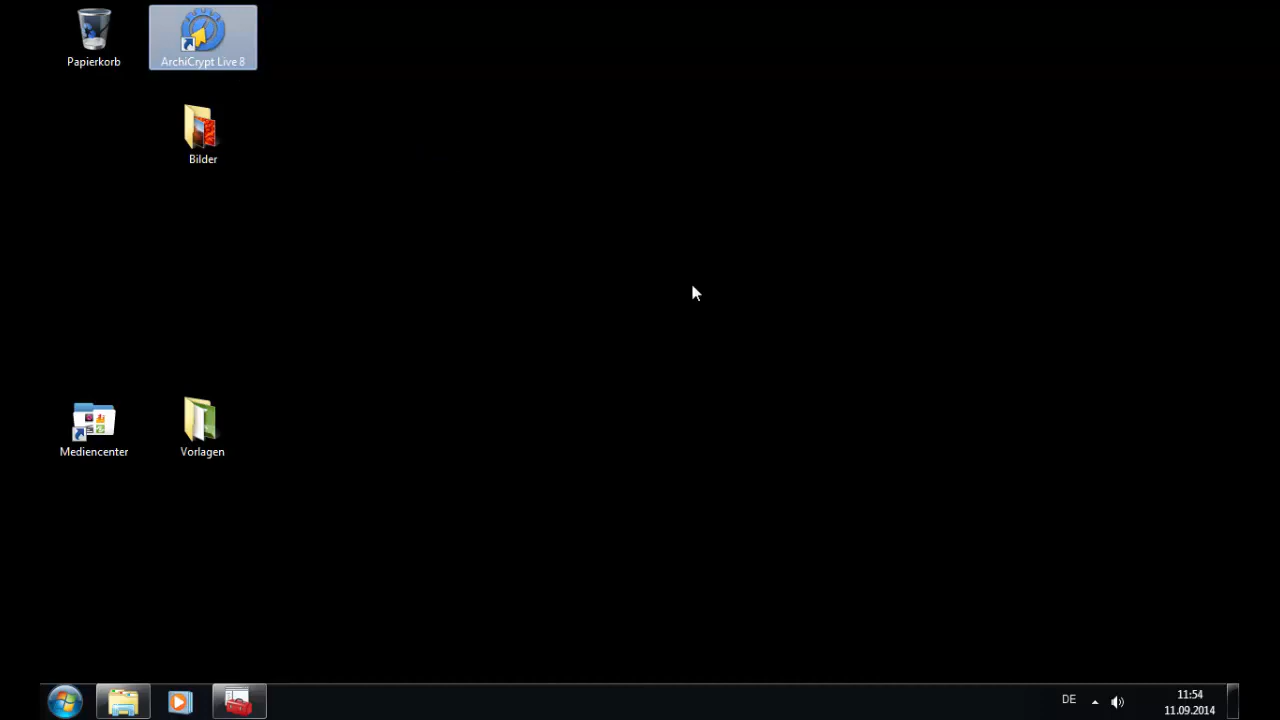 Papierkorb
ArchiCrypt Live 8
Bilder
Mediencenter
Vorlagen
DE
11:54
11.09.2014